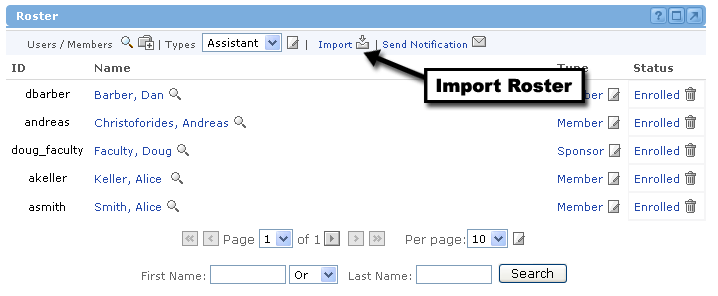 Roster
Users / Members | Types Assistant | Import | Send Notification
Import Roster
ID Name Type Status
dbarber Barber, Dan Member Enrolled
andreas Christoforides, Andreas Member Enrolled
doug_faculty Faculty, Doug Sponsor Enrolled
akeller Keller, Alice Member Enrolled
asmith Smith, Alice Member Enrolled
Page 1 of 1 Per page: 10
First Name: Or Last Name: Search